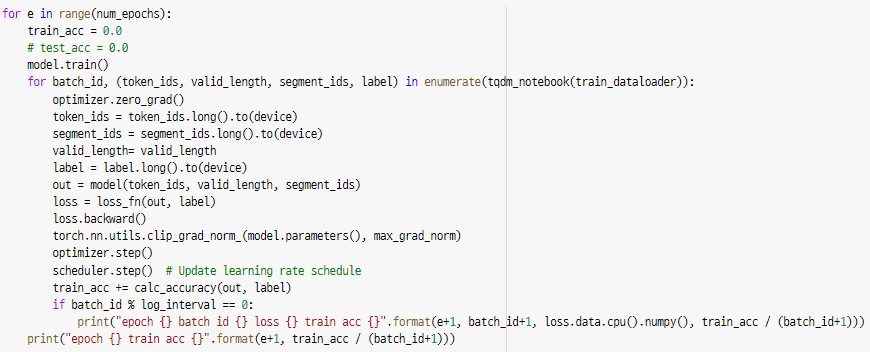 for e in range(num_epochs):
    train_acc = 0.0
    # test_acc = 0.0
    model.train()
    for batch_id, (token_ids, valid_length, segment_ids, label) in enumerate(tqdm_notebook(train_dataloader)):
        optimizer.zero_grad()
        token_ids = token_ids.long().to(device)
        segment_ids = segment_ids.long().to(device)
        valid_length= valid_length
        label = label.long().to(device)
        out = model(token_ids, valid_length, segment_ids)
        loss = loss_fn(out, label)
        loss.backward()
        torch.nn.utils.clip_grad_norm_(model.parameters(), max_grad_norm)
        optimizer.step()
        scheduler.step()  # Update learning rate schedule
        train_acc += calc_accuracy(out, label)
        if batch_id % log_interval == 0:
            print("epoch {} batch id {} loss {} train acc {}".format(e+1, batch_id+1, loss.data.cpu().numpy(), train_acc / (batch_id+1)))
    print("epoch {} train acc {}".format(e+1, train_acc / (batch_id+1)))